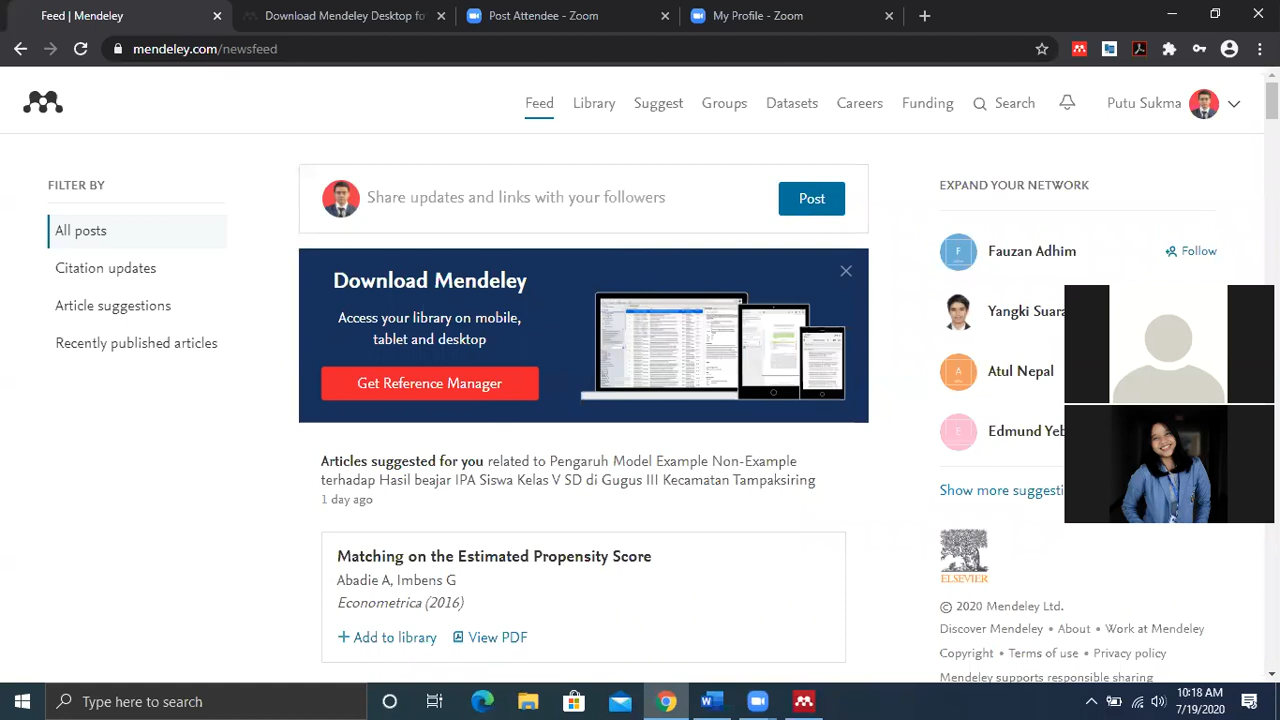 Feed | Mendeley
Download Mendeley Desktop fo
Post Attendee - Zoom
My Profile - Zoom
mendeley.com/newsfeed
Feed
Library
Suggest
Groups
Datasets
Careers
Funding
Search
Putu Sukma
FILTER BY
All posts
Citation updates
Article suggestions
Recently published articles
Share updates and links with your followers
Post
Download Mendeley
Access your library on mobile,
tablet and desktop
Get Reference Manager
Articles suggested for you related to Pengaruh Model Example Non-Example
terhadap Hasil beajar IPA Siswa Kelas V SD di Gugus III Kecamatan Tampaksiring
1 day ago
Matching on the Estimated Propensity Score
Abadie A, Imbens G
Econometrica (2016)
+ Add to library
View PDF
EXPAND YOUR NETWORK
F
Fauzan Adhim
Follow
Yangki Suara
A
Atul Nepal
E
Edmund Yeb
Show more suggesti
ELSEVIER
© 2020 Mendeley Ltd.
Discover Mendeley • About • Work at Mendeley
Copyright • Terms of use • Privacy policy
Mendeley supports responsible sharing
Type here to search
10:18 AM
7/19/2020